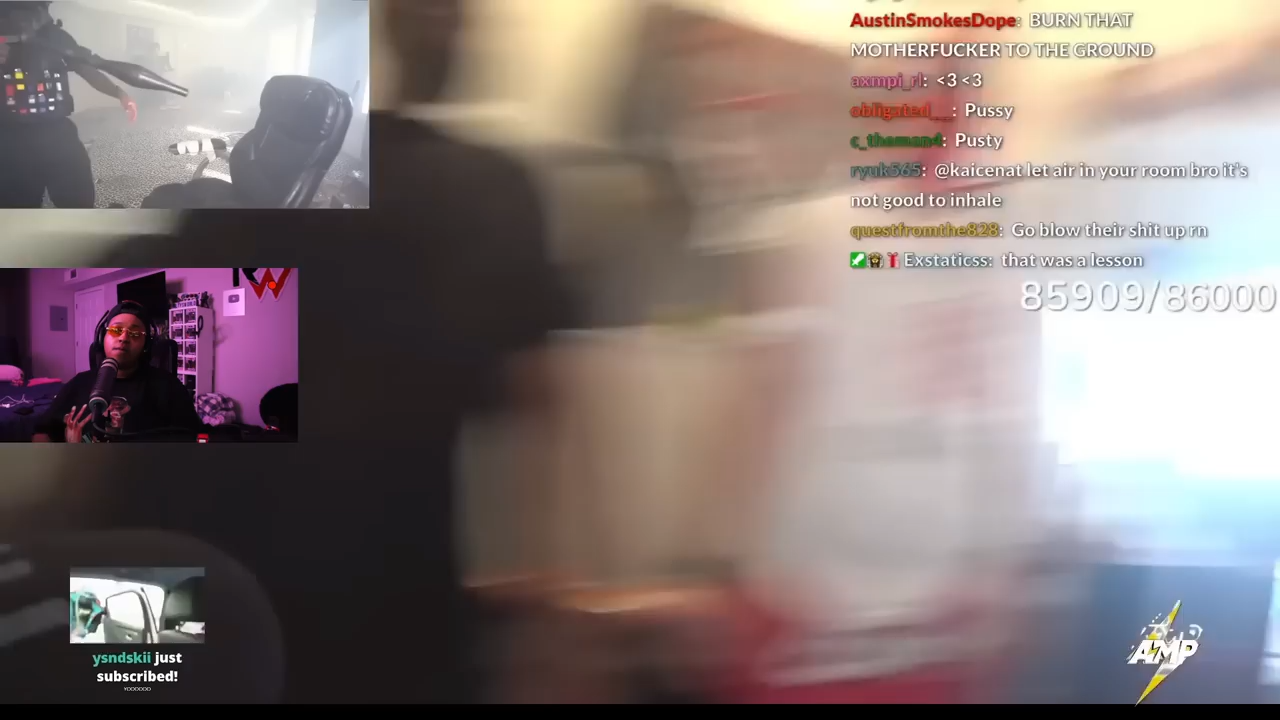 AustinSmokesDope: BURN THAT
MOTHERFUCKER TO THE GROUND
axmpi_rl: <3 <3
obligated__: Pussy
c_theman4: Pusty
ryuk565: @kaicenat let air in your room bro it's
not good to inhale
questfromthe828: Go blow their shit up rn
Exstaticss: that was a lesson
85909/86000
ysndskii just
subscribed!
AMP